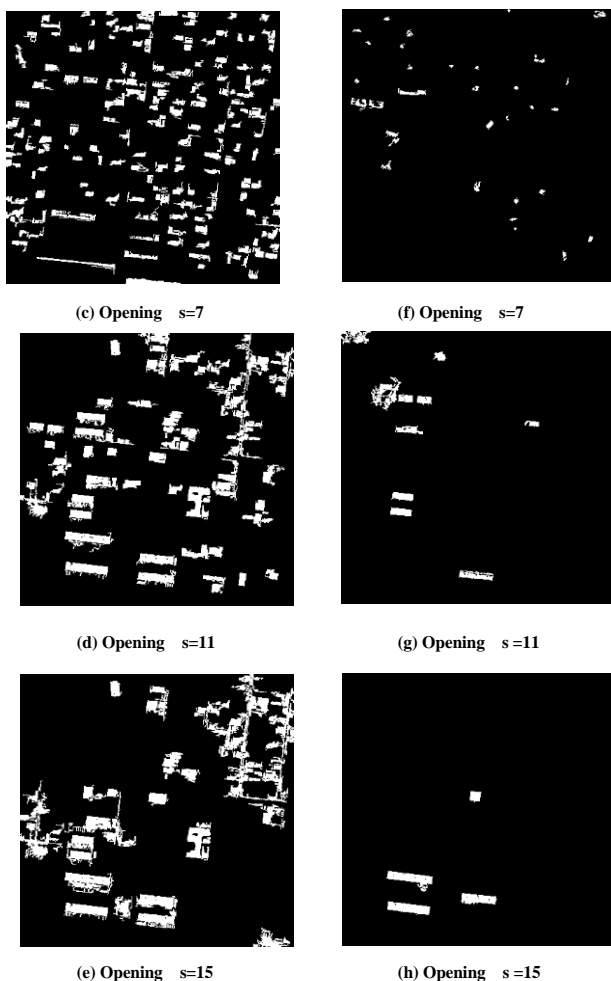 (c) Opening s=7
(f) Opening s=7
(d) Opening s=11
(g) Opening s =11
(e) Opening s=15
(h) Opening s =15